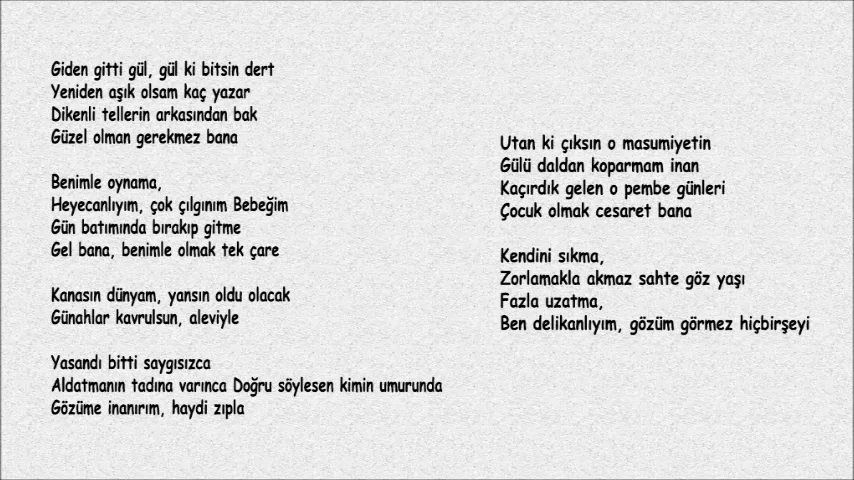 Giden gitti gül, gül ki bitsin dert
Yeniden aşık olsam kaç yazar
Dikenli tellerin arkasından bak
Güzel olman gerekmez bana
Benimle oynama,
Heyecanlıyım, çok çılgınım Bebeğim
Gün batımında bırakıp gitme
Gel bana, benimle olmak tek çare
Kanasın dünyam, yansın oldu olacak
Günahlar kavrulsun, aleviyle
Yasandı bitti saygısızca
Aldatmanın tadına varınca Doğru söylesen kimin umurunda
Gözüme inanırım, haydi zıpla
Utan ki çıksın o masumiyetin
Gülü daldan koparmam inan
Kaçırdık gelen o pembe günleri
Çocuk olmak cesaret bana
Kendini sıkma,
Zorlamakla akmaz sahte göz yaşı
Fazla uzatma,
Ben delikanlıyım, gözüm görmez hiçbirşeyi